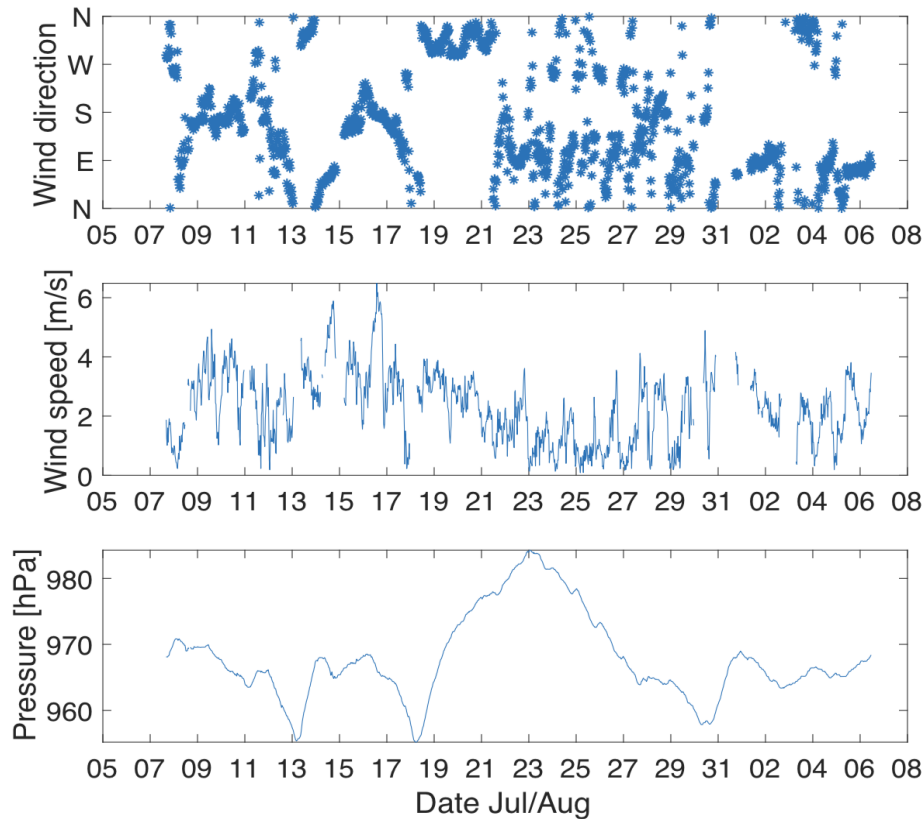 N
W
S
E
N
Wind direction
05 07 09 11 13 15 17 19 21 23 25 27 29 31 02 04 06 08
6
4
2
0
Wind speed [m/s]
05 07 09 11 13 15 17 19 21 23 25 27 29 31 02 04 06 08
980
970
960
Pressure [hPa]
05 07 09 11 13 15 17 19 21 23 25 27 29 31 02 04 06 08
Date Jul/Aug